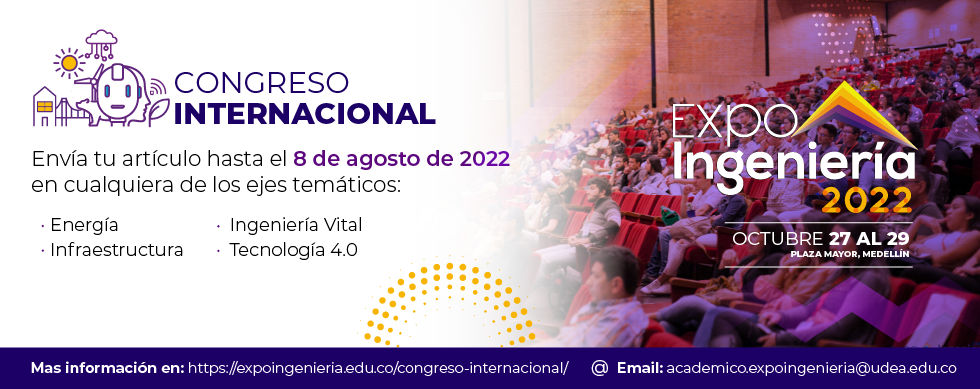 CONGRESO
INTERNACIONAL
Envía tu artículo hasta el 8 de agosto de 2022
en cualquiera de los ejes temáticos:
· Energía
· Infraestructura
· Ingeniería Vital
· Tecnología 4.0
Expo
Ingeniería
2022
OCTUBRE 27 AL 29
PLAZA MAYOR, MEDELLÍN
Mas información en: https://expoingenieria.edu.co/congreso-internacional/
@ Email: academico.expoingenieria@udea.edu.co